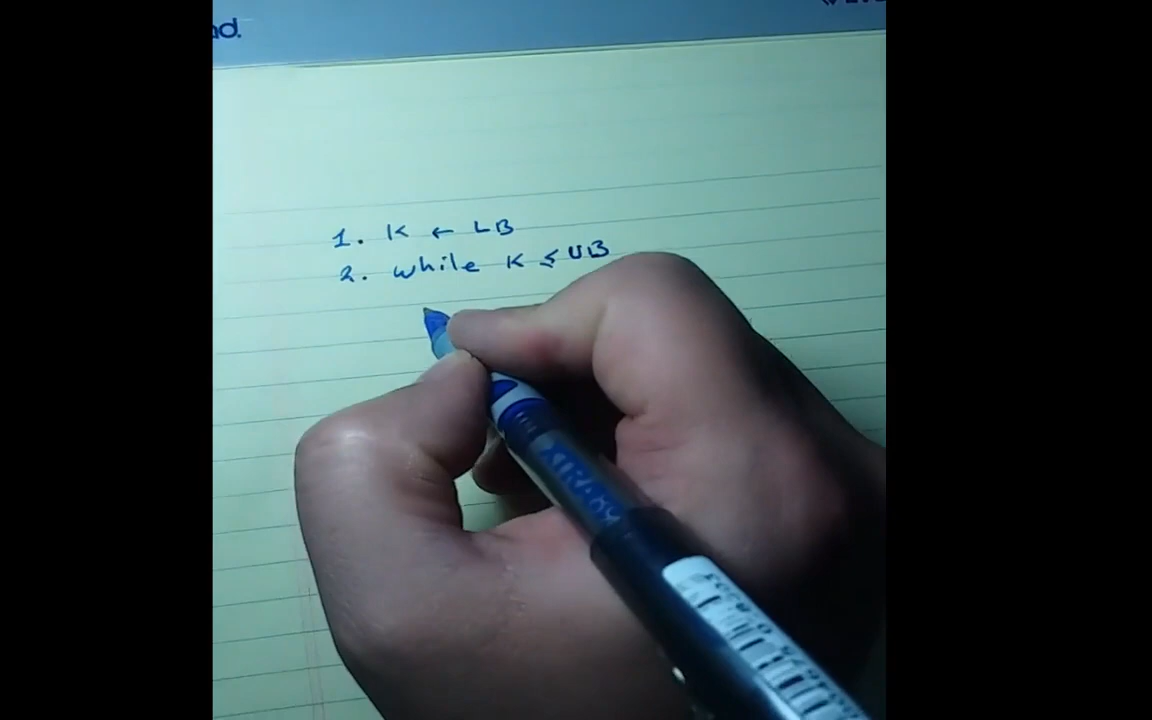 1. K ← LB
2. while K ≤ UB